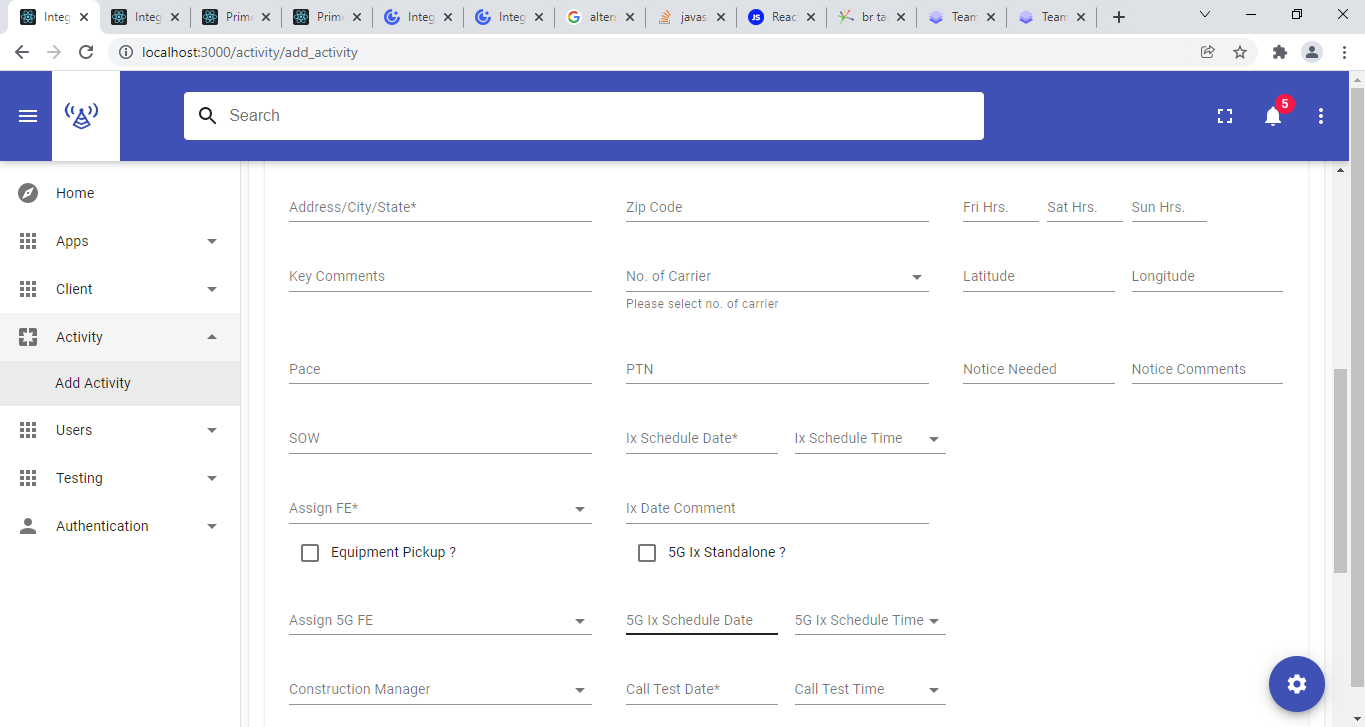 Integ
Integ
Prime
Prime
Integ
Integ
altern
javas
JS
Reac
br ta
Team
Team
localhost:3000/activity/add_activity
Search
5
Home
Apps
Client
Activity
Add Activity
Users
Testing
Authentication
Address/City/State*
Zip Code
Fri Hrs.
Sat Hrs.
Sun Hrs.
Key Comments
No. of Carrier
Latitude
Longitude
Please select no. of carrier
Pace
PTN
Notice Needed
Notice Comments
SOW
Ix Schedule Date*
Ix Schedule Time
Assign FE*
Ix Date Comment
Equipment Pickup ?
5G Ix Standalone ?
Assign 5G FE
5G Ix Schedule Date
5G Ix Schedule Time
Construction Manager
Call Test Date*
Call Test Time